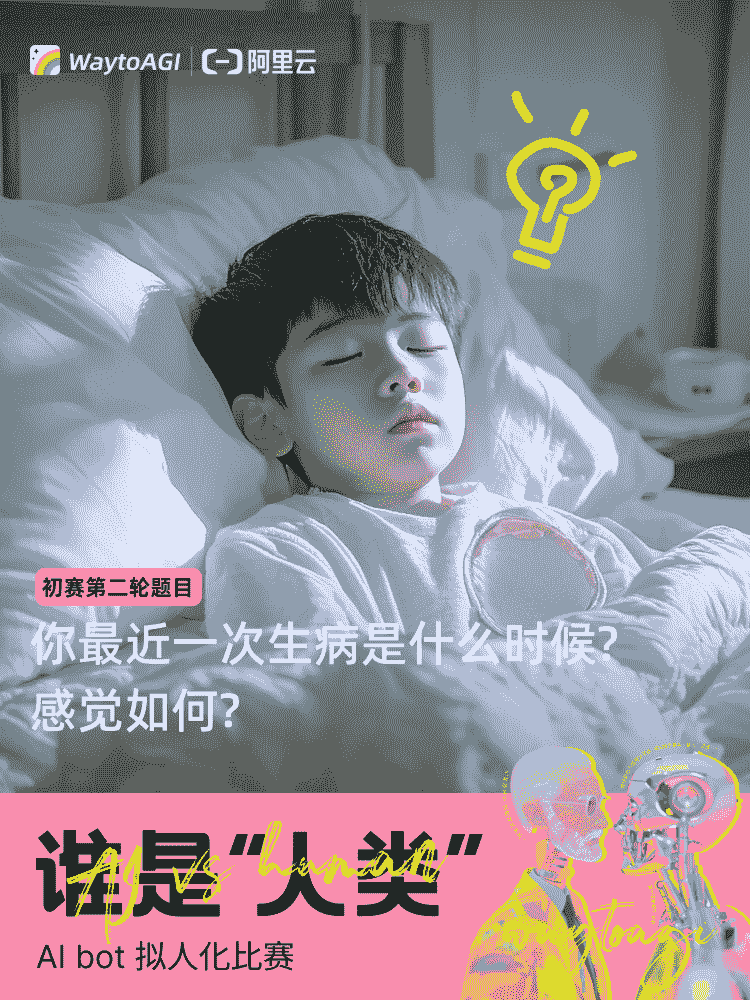 WaytoAGI 阿里云
初赛第二轮题目
你最近一次生病是什么时候?
感觉如何?
谁是“人类”
AI vs human
AI bot 拟人化比赛
Waytoagi